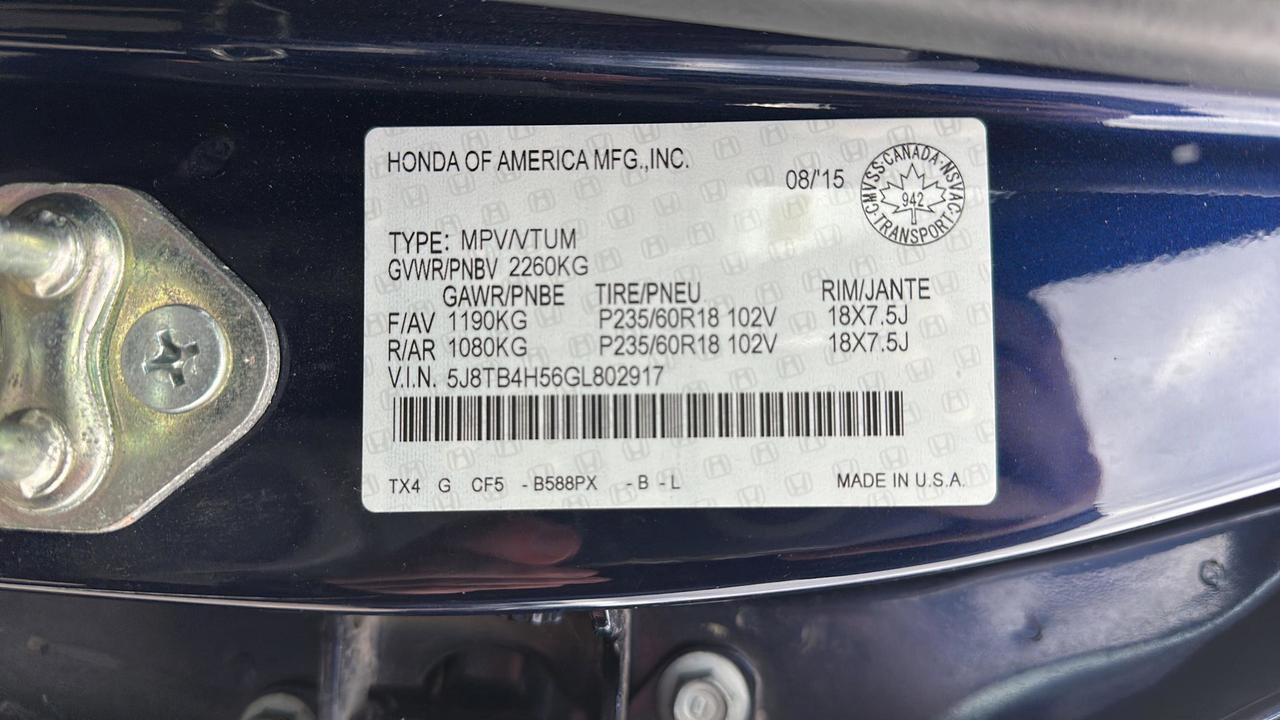 HONDA OF AMERICA MFG.,INC.
08/'15
CMVSS·CANADA·NSVAC·TRANSPORT·
942
TYPE: MPV/VTUM
GVWR/PNBV 2260KG
GAWR/PNBE TIRE/PNEU RIM/JANTE
F/AV 1190KG P235/60R18 102V 18X7.5J
R/AR 1080KG P235/60R18 102V 18X7.5J
V.I.N. 5J8TB4H56GL802917
TX4 G CF5 -B588PX -B -L MADE IN U.S.A.